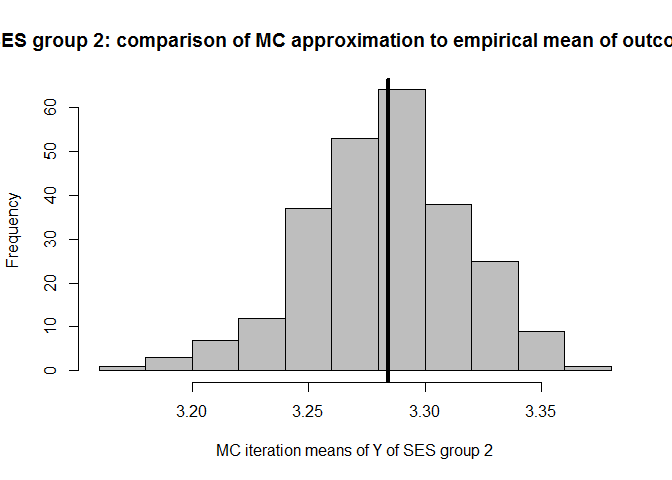 ES group 2: comparison of MC approximation to empirical mean of outco
60
50
40
30
20
10
0
Frequency
3.20 3.25 3.30 3.35
MC iteration means of Y of SES group 2